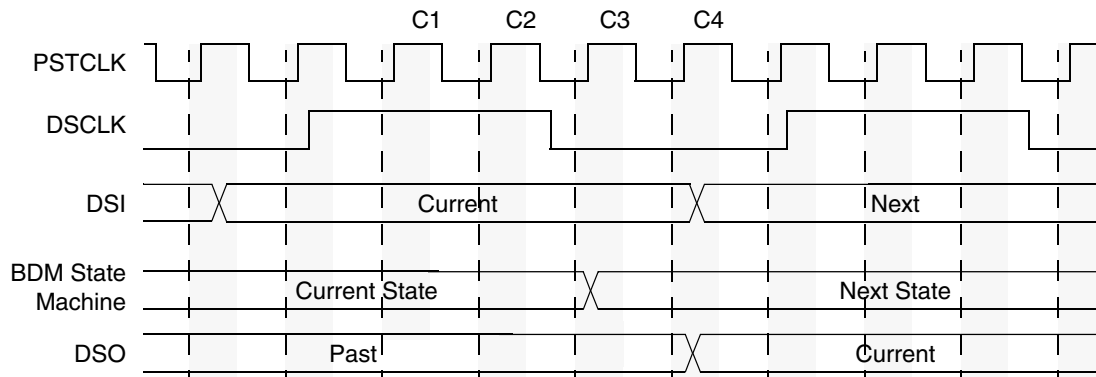 C1 C2 C3 C4
PSTCLK
DSCLK
DSI Current Next
BDM State
Machine Current State Next State
DSO Past Current